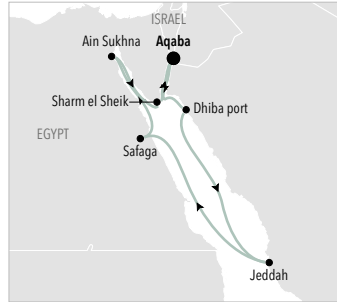 ISRAEL
Ain Sukhna
Aqaba
Sharm el Sheik
Dhiba port
EGYPT
Safaga
Jeddah